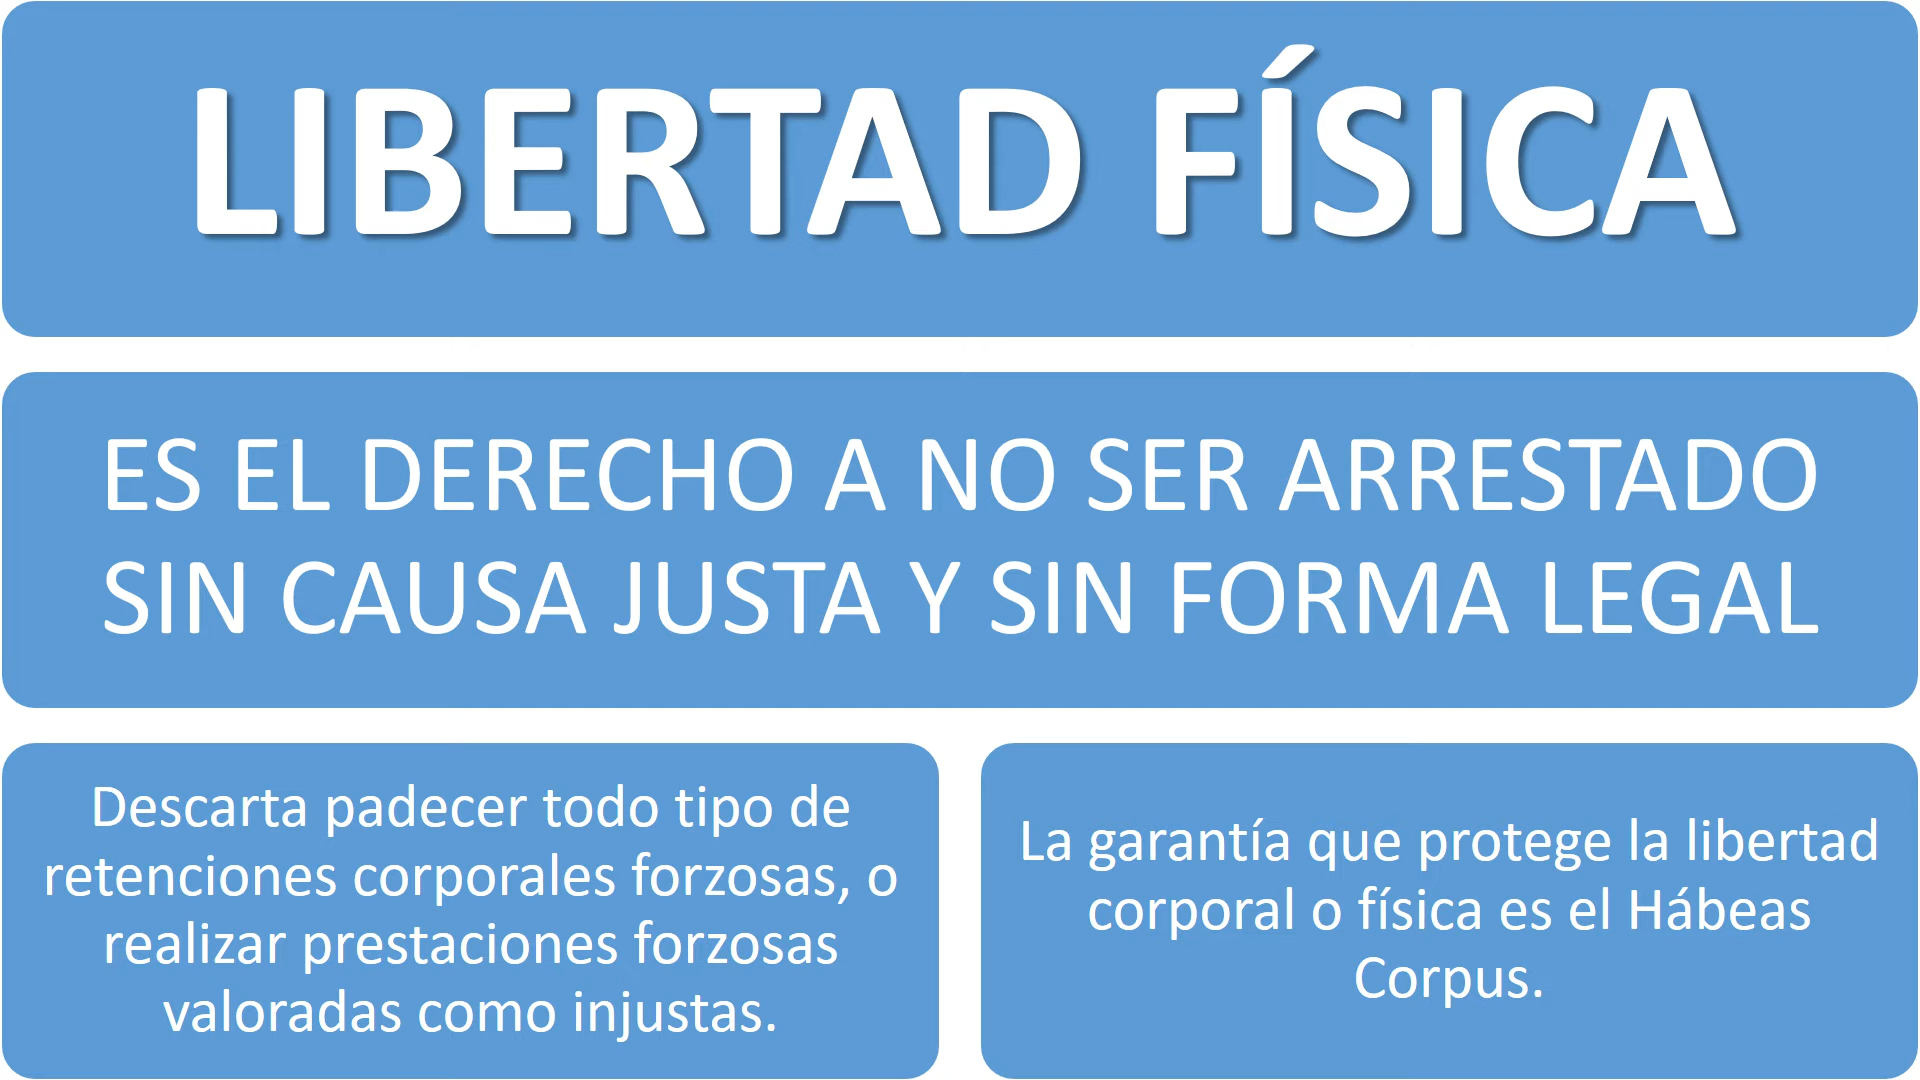 LIBERTAD FÍSICA
ES EL DERECHO A NO SER ARRESTADO
SIN CAUSA JUSTA Y SIN FORMA LEGAL
Descarta padecer todo tipo de
retenciones corporales forzosas, o
realizar prestaciones forzosas
valoradas como injustas.
La garantía que protege la libertad
corporal o física es el Hábeas
Corpus.